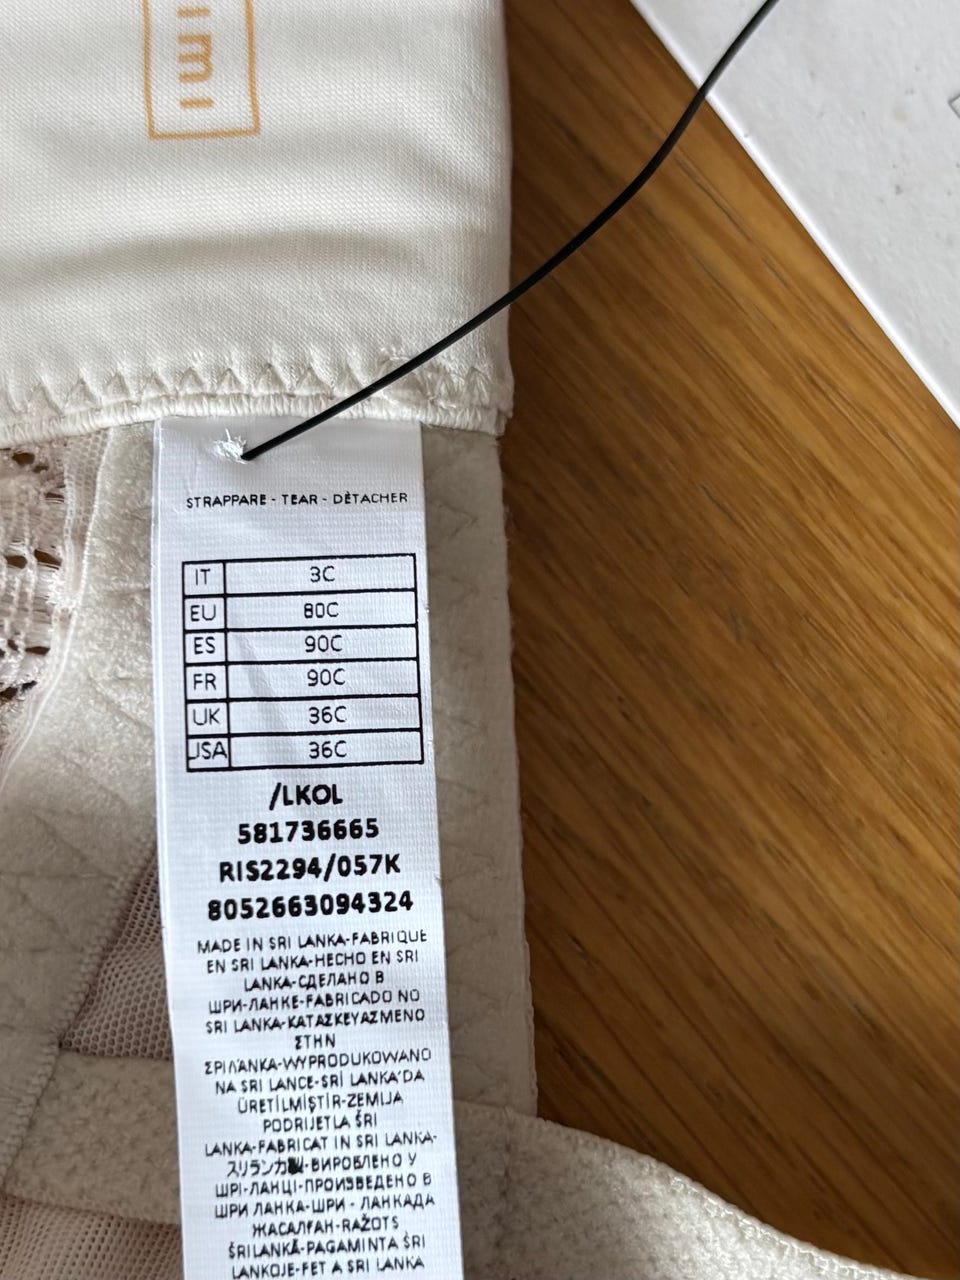 imi
STRAPPARE - TEAR - DÈTACHER
IT 3C
EU 80C
ES 90C
FR 90C
UK 36C
USA 36C
/LKOL
581736665
RIS2294/057K
8052663094324
MADE IN SRI LANKA-FABRIQUE
EN SRI LANKA-HECHO EN SRI
LANKA-СДЕЛАНО В
ШРИ-ЛАНКЕ-FABRICADO NO
SRI LANKA-ΚΑΤΑΣΚΕΥΑΣΜΕΝΟ
ΣΤΗΝ
ΣΡΙ ΛΑΝΚΑ-WYPRODUKOWANO
NA SRI LANCE-SRİ LANKA'DA
ÜRETİLMİŞTİR-ZEMLJA
PODRIJETLA ŠRI
LANKA-FABRICAT IN SRI LANKA-
スリランカ製-ВИРОБЛЕНО У
ШРІ-ЛАНЦІ-ПРОИЗВЕДЕНО В
ШРИ ЛАНКА-ШРИ - ЛАНКАДА
ЖАСАЛҒАН-RAŽOTS
ŠRILANKĀ-PAGAMINTA ŠRI
LANKOJE-FET A SRI LANKA